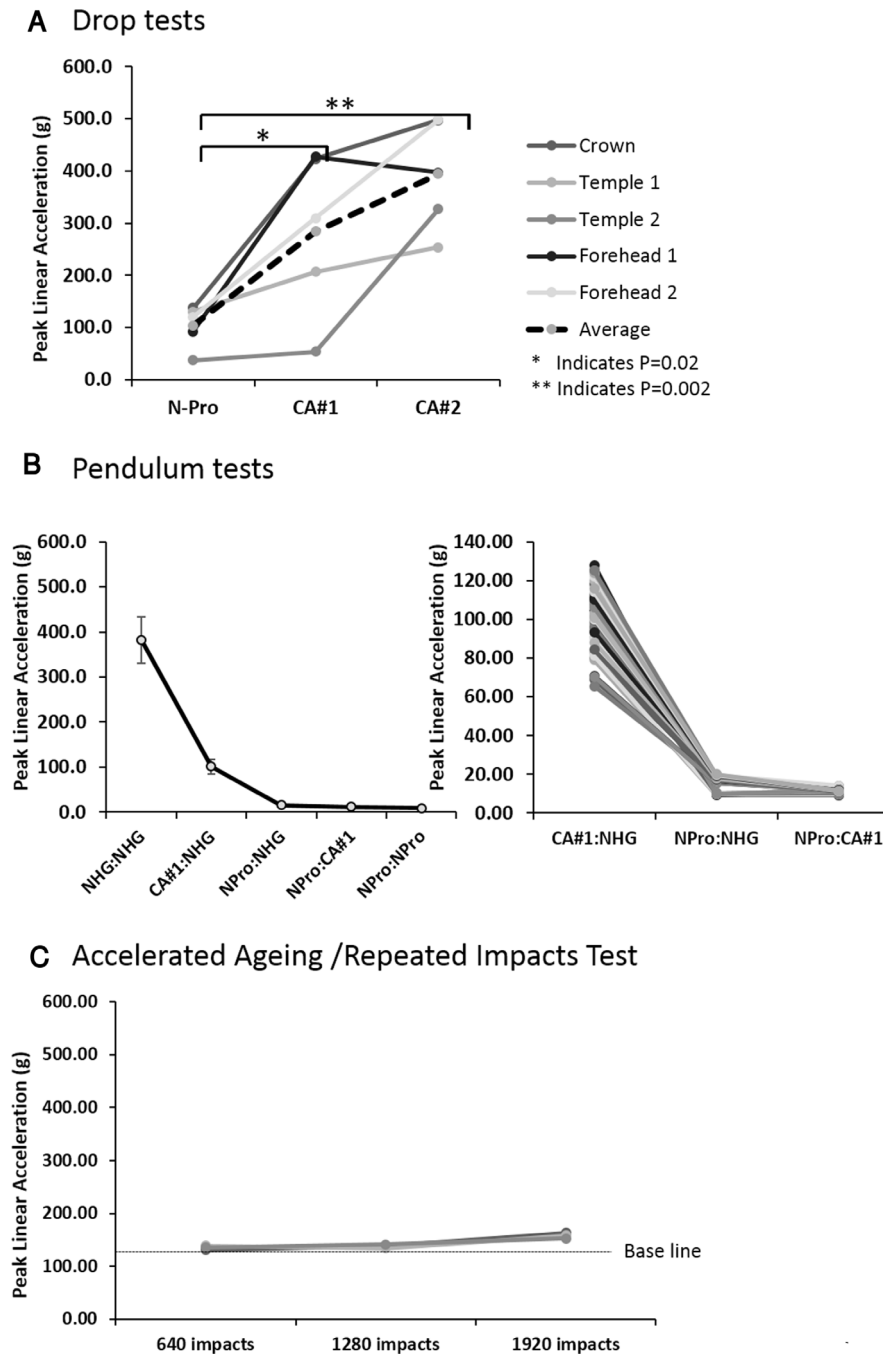 A Drop tests
Peak Linear Acceleration (g)
600.0
500.0
400.0
300.0
200.0
100.0
0.0
**
*
N-Pro CA#1 CA#2
Crown
Temple 1
Temple 2
Forehead 1
Forehead 2
Average
* Indicates P=0.02
** Indicates P=0.002
B Pendulum tests
Peak Linear Acceleration (g)
600.0
500.0
400.0
300.0
200.0
100.0
0.0
NHG:NHG
CA#1:NHG
NPro:NHG
NPro:CA#1
NPro:NPro
Peak Linear Acceleration (g)
140.00
120.00
100.00
80.00
60.00
40.00
20.00
0.00
CA#1:NHG NPro:NHG NPro:CA#1
C Accelerated Ageing /Repeated Impacts Test
Peak Linear Acceleration (g)
600.00
500.00
400.00
300.00
200.00
100.00
0.00
Base line
640 impacts 1280 impacts 1920 impacts